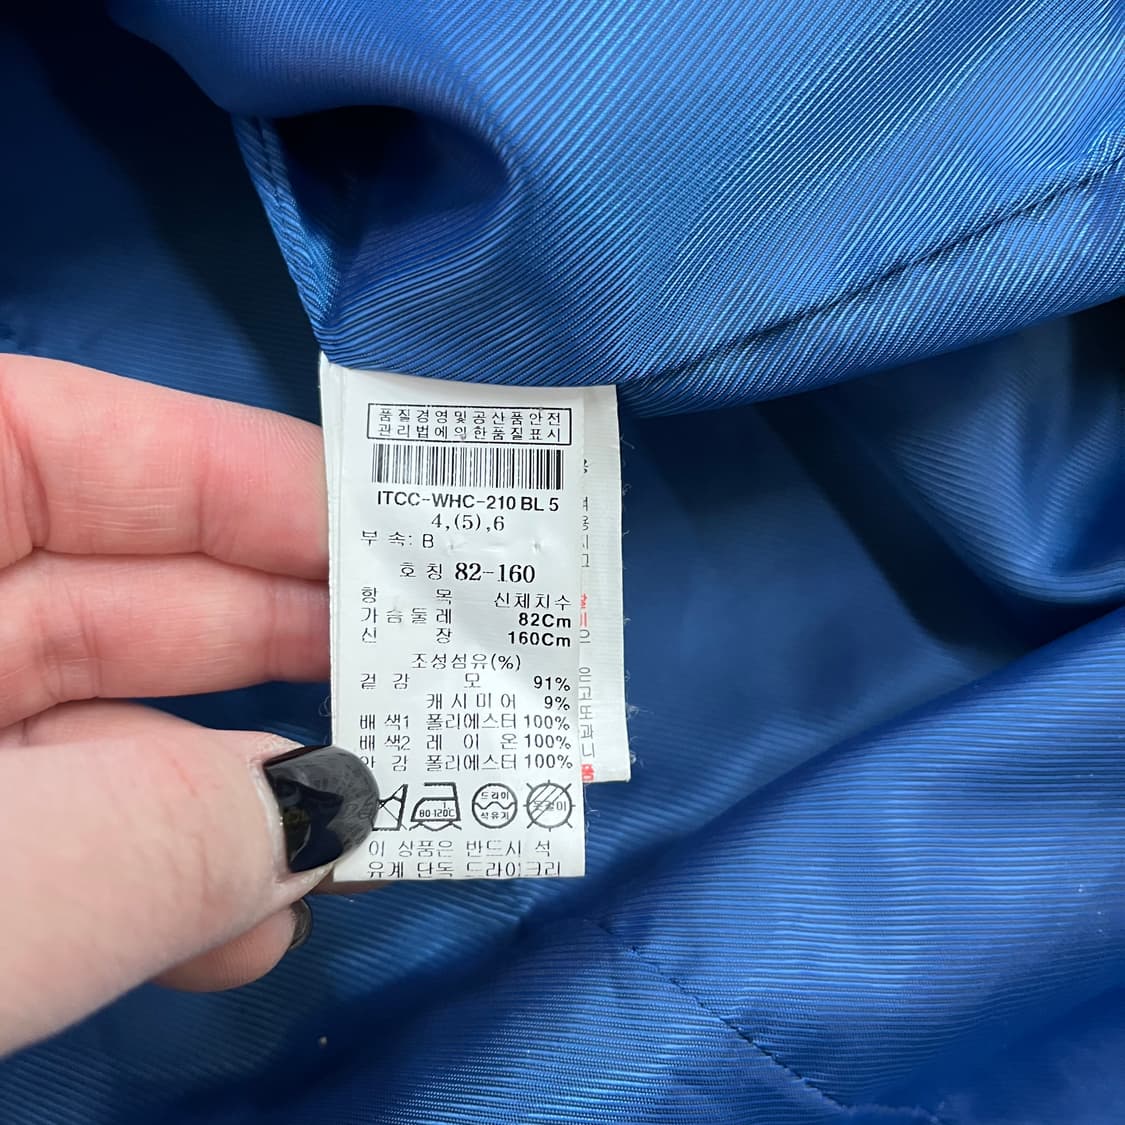 품질경영및공산품안전
관리법에의한품질표시
ITCC-WHC-210 BL 5
4,(5),6
부 속: B
호 칭 82-160
항 목 신체치수
가슴둘레 82Cm
신 장 160Cm
조성섬유(%)
겉 감 모 91%
캐시미어 9%
배 색1 폴리에스터 100%
배 색2 레 이 온 100%
안 감 폴리에스터 100%
80-120℃
드라이
석유계
이 상품은 반드시 석
유계 단독 드라이크리